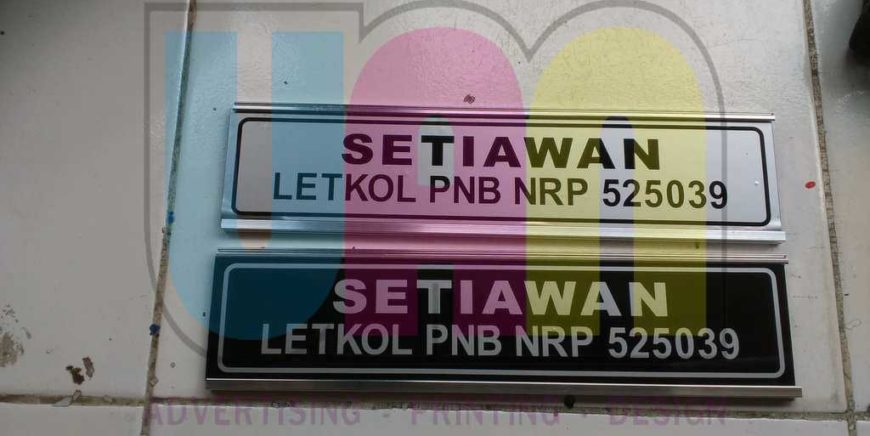 SETIAWAN
LETKOL PNB NRP 525039
SETIAWAN
LETKOL PNB NRP 525039
ADVERTISING - PRINTING - DESIGN